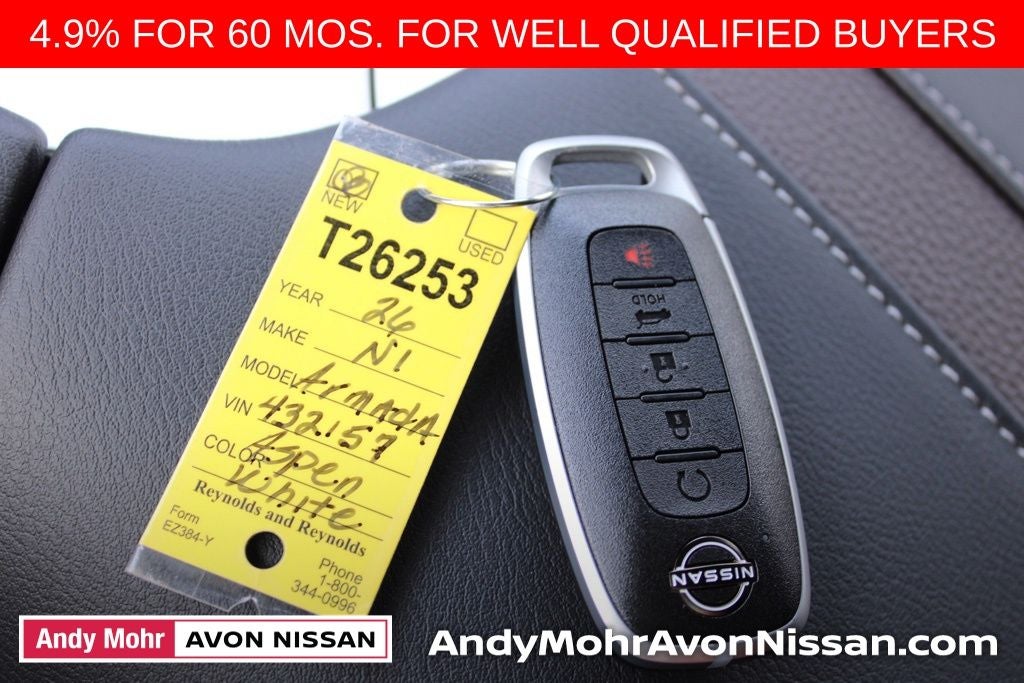 4.9% FOR 60 MOS. FOR WELL QUALIFIED BUYERS
NEW
USED
T26253
YEAR 26
MAKE NI
MODEL ArmadA
VIN 432157
COLOR Aspen
White
Reynolds and Reynolds
Form
EZ384-Y
Phone
1-800-
344-0996
HOLD
NISSAN
Andy Mohr AVON NISSAN
AndyMohrAvonNissan.com